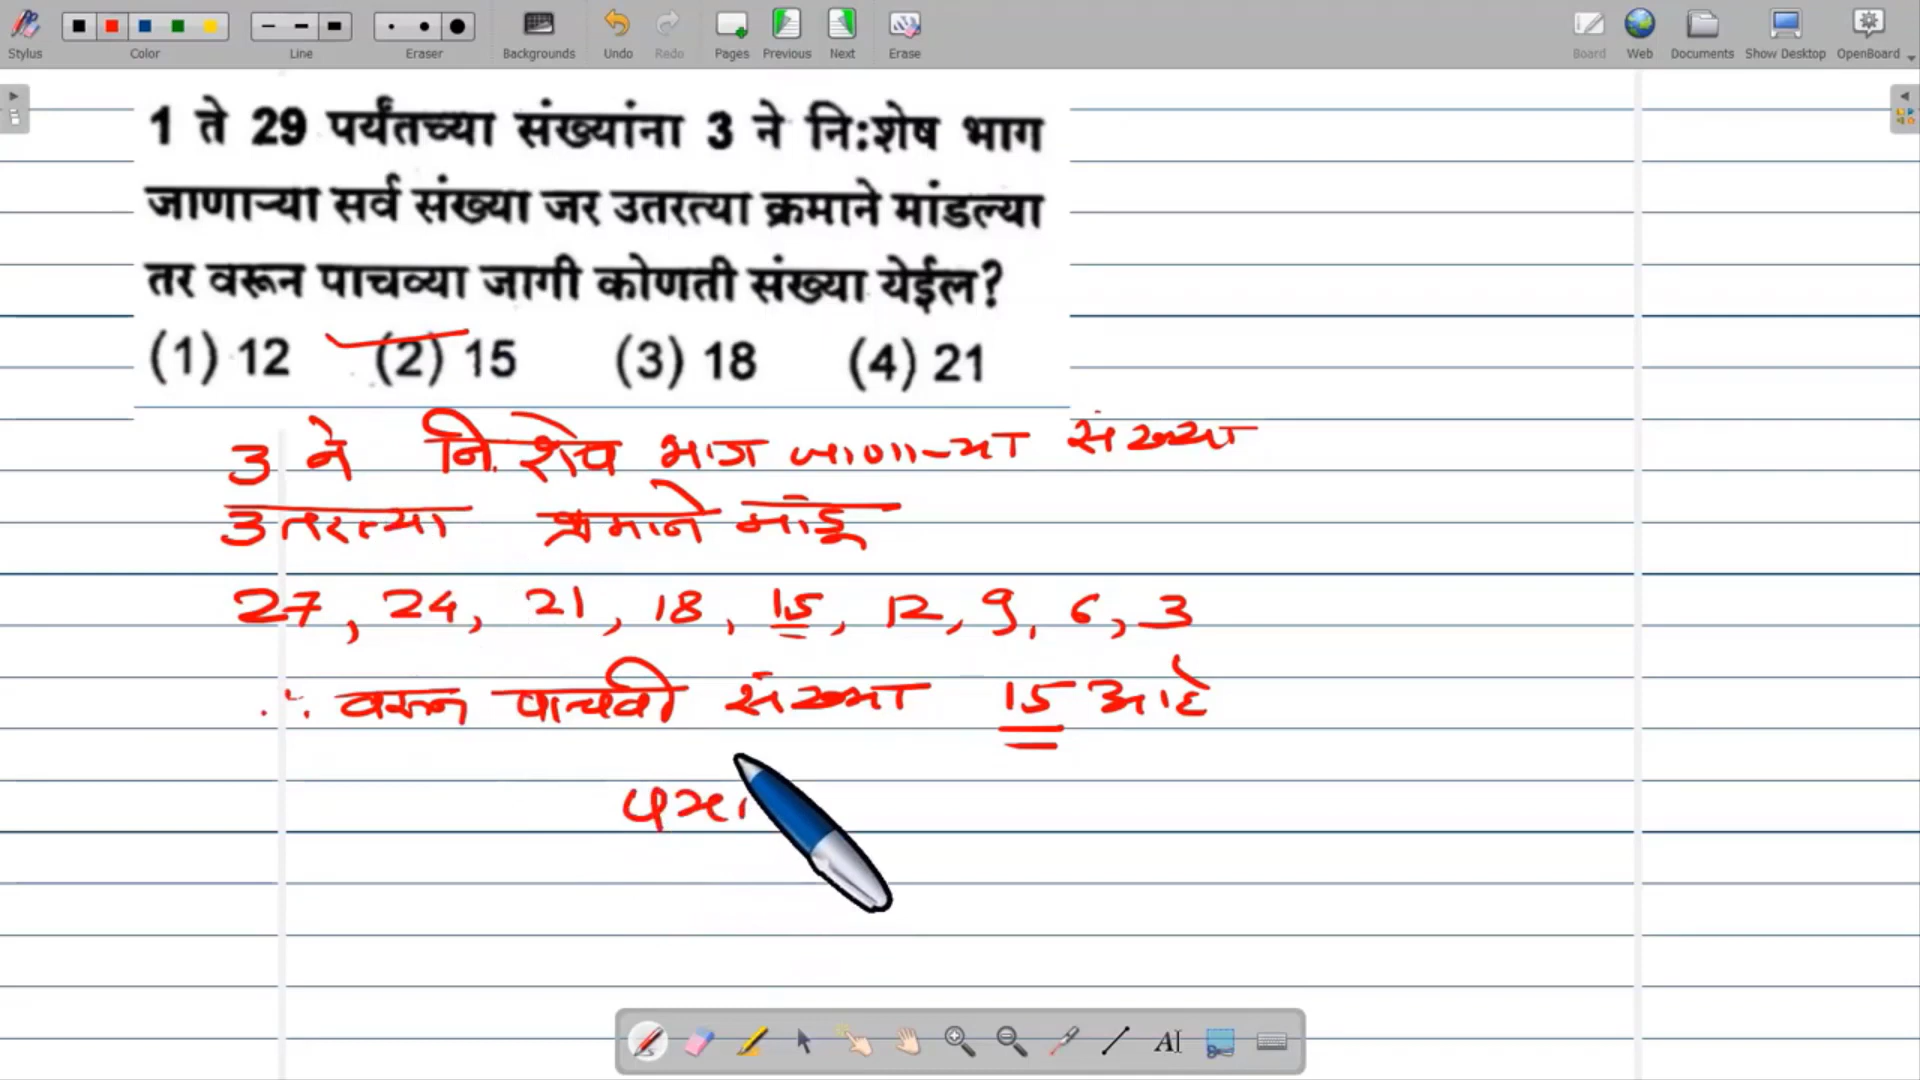 Stylus Color Line Eraser Backgrounds Undo Redo Pages Previous Next Erase Board Web Documents Show Desktop OpenBoard
1 ते 29 पर्यंतच्या संख्यांना 3 ने नि:शेष भाग
जाणाऱ्या सर्व संख्या जर उतरत्या क्रमाने मांडल्या
तर वरून पाचव्या जागी कोणती संख्या येईल?
(1) 12 (2) 15 (3) 18 (4) 21
3 ने नि.शेष भाग जाणाऱ्या संख्या
उतरत्या क्रमाने मांडू
27, 24, 21, 18, 15, 12, 9, 6, 3
∴ वरून पाचवी संख्या 15 आहे